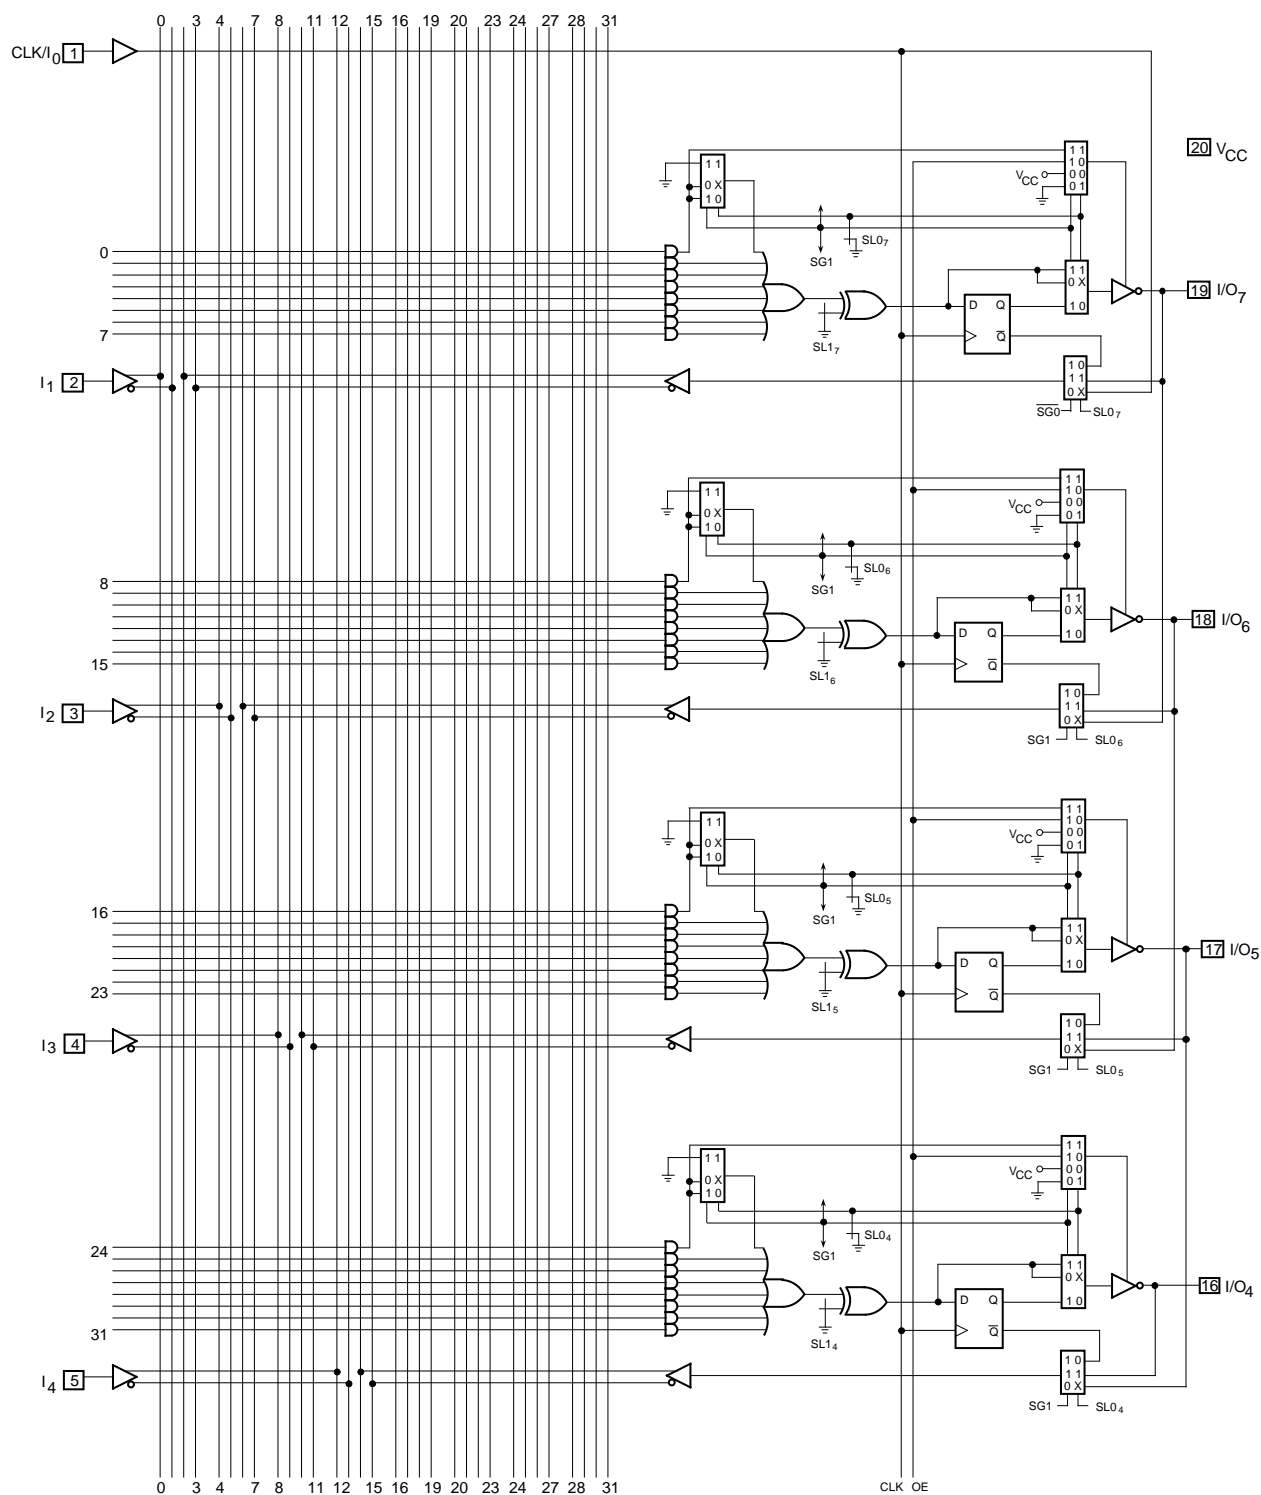 0 3 4 7 8 11 12 15 16 19 20 23 24 27 28 31
CLK/I0 1
20 VCC
1 1
1 0
0 0
0 1
VCC
1 1
0 X
1 0
SG1
SL07
0
7
SL17
D Q
Q̅
1 1
0 X
1 0
19 I/O7
I1 2
1 0
1 1
0 X
S̅G̅0̅ SL07
1 1
1 0
0 0
0 1
VCC
1 1
0 X
1 0
SG1
SL06
8
15
SL16
D Q
Q̅
1 1
0 X
1 0
18 I/O6
I2 3
1 0
1 1
0 X
SG1 SL06
1 1
1 0
0 0
0 1
VCC
1 1
0 X
1 0
SG1
SL05
16
23
SL15
D Q
Q̅
1 1
0 X
1 0
17 I/O5
I3 4
1 0
1 1
0 X
SG1 SL05
1 1
1 0
0 0
0 1
VCC
1 1
0 X
1 0
SG1
SL04
24
31
SL14
D Q
Q̅
1 1
0 X
1 0
16 I/O4
I4 5
1 0
1 1
0 X
SG1 SL04
0 3 4 7 8 11 12 15 16 19 20 23 24 27 28 31
CLK OE